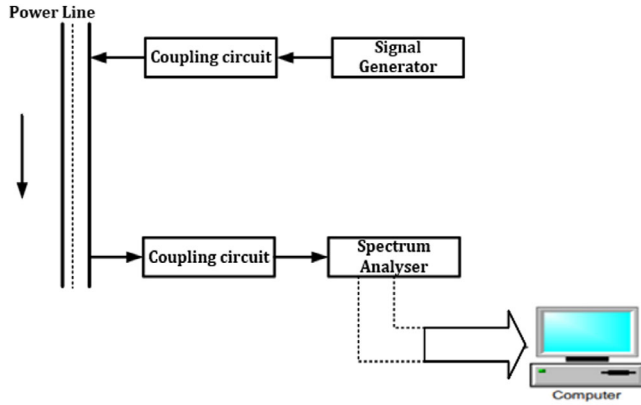 Power Line
Coupling circuit
Signal
Generator
Coupling circuit
Spectrum
Analyser
Computer